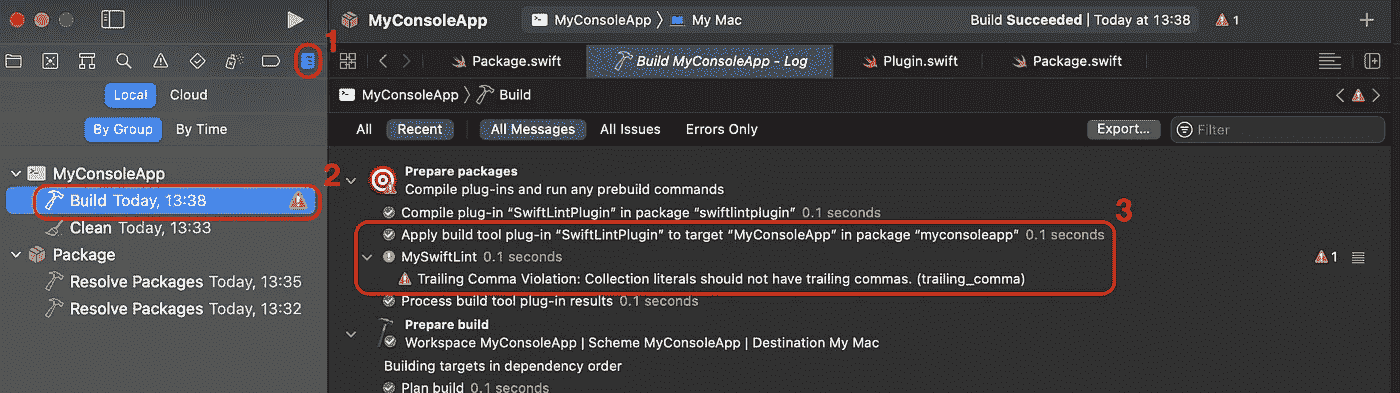 MyConsoleApp
MyConsoleApp 〉 My Mac
Build Succeeded | Today at 13:38
1
1
Package.swift
Build MyConsoleApp - Log
Plugin.swift
Package.swift
Local
Cloud
MyConsoleApp 〉 Build
By Group
By Time
All
Recent
All Messages
All Issues
Errors Only
Export...
Filter
MyConsoleApp
2
Build Today, 13:38
Clean Today, 13:33
Package
Resolve Packages Today, 13:35
Resolve Packages Today, 13:32
Prepare packages
Compile plug-ins and run any prebuild commands
Compile plug-in “SwiftLintPlugin” in package “swiftlintplugin” 0.1 seconds
3
Apply build tool plug-in “SwiftLintPlugin” to target “MyConsoleApp” in package “myconsoleapp” 0.1 seconds
MySwiftLint 0.1 seconds
1
Trailing Comma Violation: Collection literals should not have trailing commas. (trailing_comma)
Process build tool plug-in results 0.1 seconds
Prepare build
Workspace MyConsoleApp | Scheme MyConsoleApp | Destination My Mac
Building targets in dependency order
Plan build 0.1 seconds